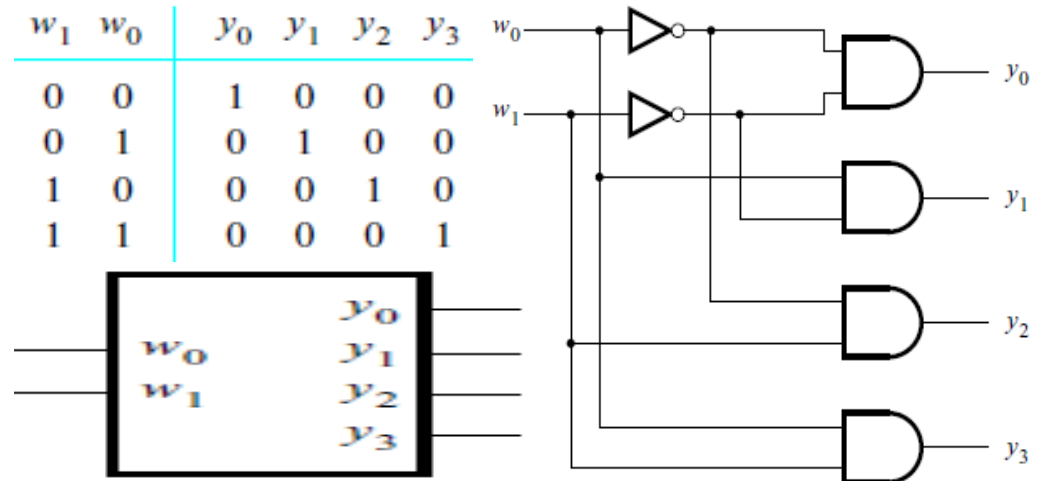 w₁ w₀ y₀ y₁ y₂ y₃
0 0 1 0 0 0
0 1 0 1 0 0
1 0 0 0 1 0
1 1 0 0 0 1
w₀
w₁
y₀
y₁
y₂
y₃
w₀
w₁
y₀
y₁
y₂
y₃